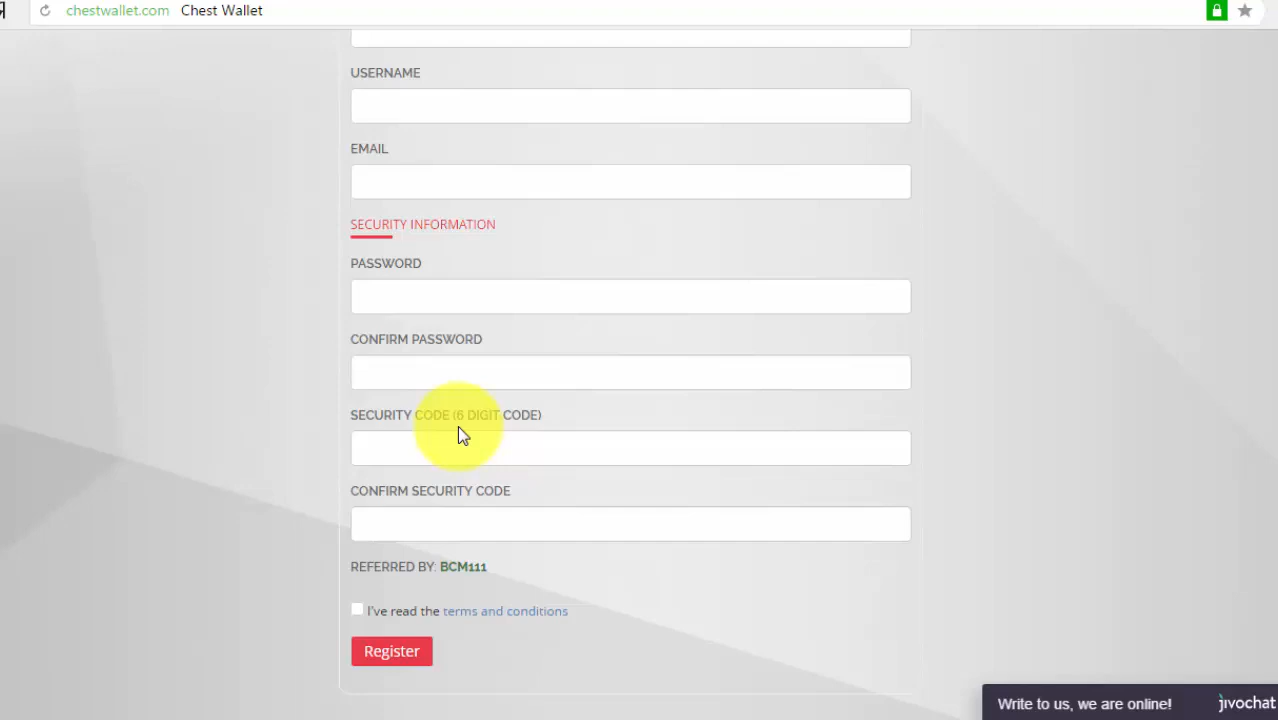 chestwallet.com Chest Wallet
USERNAME
EMAIL
SECURITY INFORMATION
PASSWORD
CONFIRM PASSWORD
SECURITY CODE (6 DIGIT CODE)
CONFIRM SECURITY CODE
REFERRED BY: BCM111
I've read the terms and conditions
Register
Write to us, we are online! jivochat